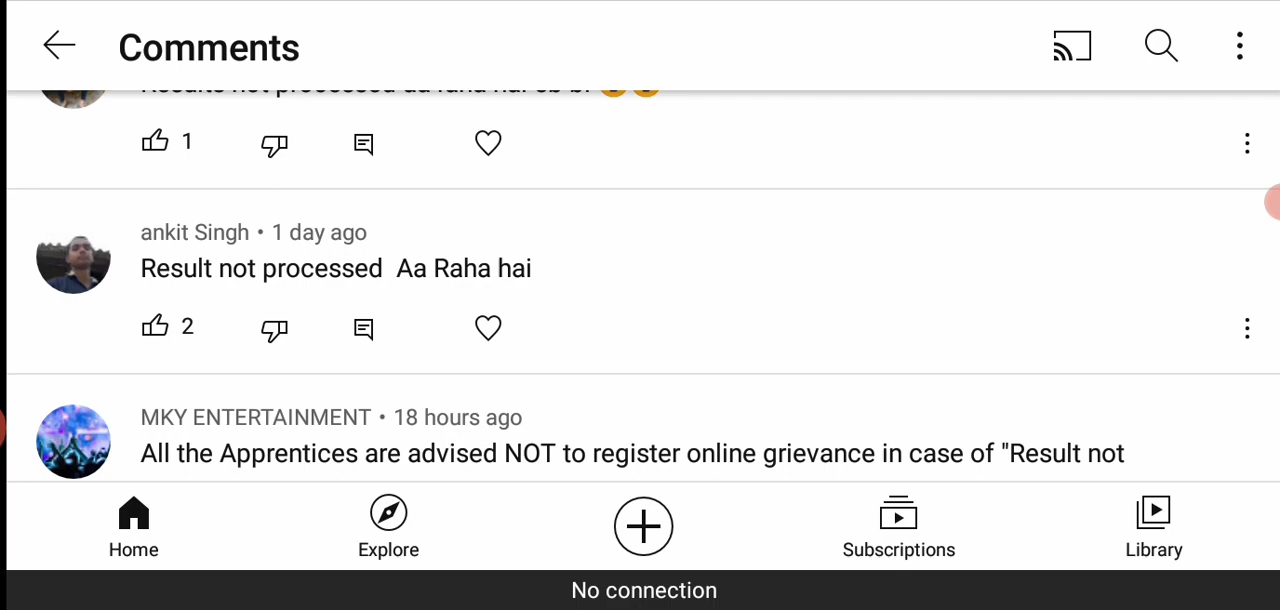 Comments
1
ankit Singh • 1 day ago
Result not processed Aa Raha hai
2
MKY ENTERTAINMENT • 18 hours ago
All the Apprentices are advised NOT to register online grievance in case of "Result not
Home
Explore
Subscriptions
Library
No connection